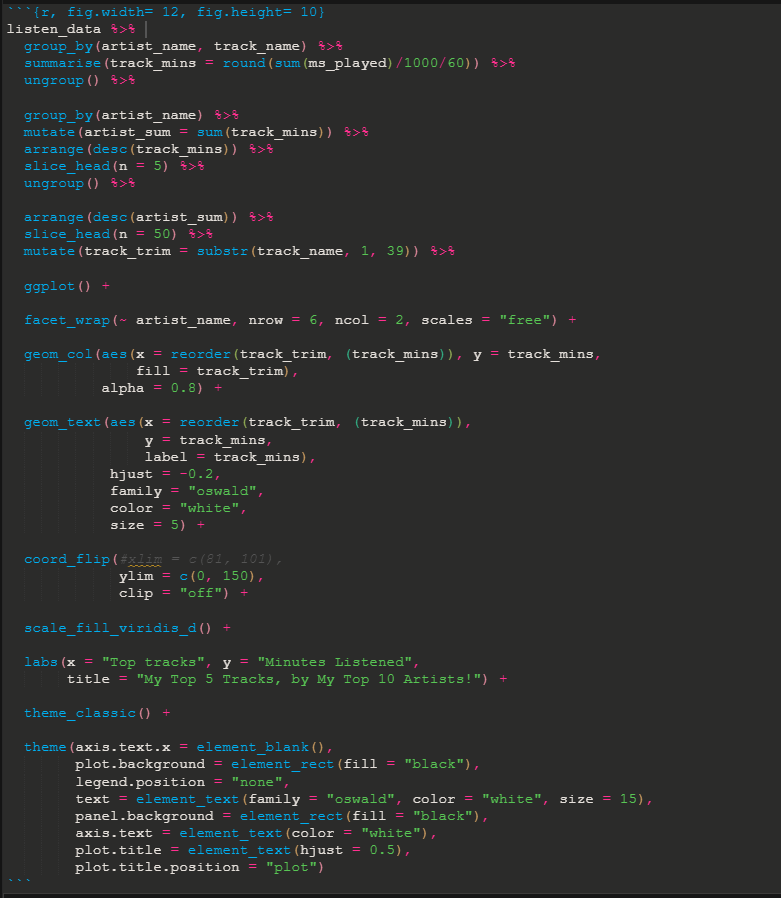 ```{r, fig.width= 12, fig.height= 10}
listen_data %>%
  group_by(artist_name, track_name) %>%
  summarise(track_mins = round(sum(ms_played)/1000/60)) %>%
  ungroup() %>%

  group_by(artist_name) %>%
  mutate(artist_sum = sum(track_mins)) %>%
  arrange(desc(track_mins)) %>%
  slice_head(n = 5) %>%
  ungroup() %>%

  arrange(desc(artist_sum)) %>%
  slice_head(n = 50) %>%
  mutate(track_trim = substr(track_name, 1, 39)) %>%

  ggplot() +

  facet_wrap(~ artist_name, nrow = 6, ncol = 2, scales = "free") +

  geom_col(aes(x = reorder(track_trim, (track_mins)), y = track_mins,
               fill = track_trim),
           alpha = 0.8) +

  geom_text(aes(x = reorder(track_trim, (track_mins)),
                y = track_mins,
                label = track_mins),
            hjust = -0.2,
            family = "oswald",
            color = "white",
            size = 5) +

  coord_flip(#xlim = c(81, 101),
             ylim = c(0, 150),
             clip = "off") +

  scale_fill_viridis_d() +

  labs(x = "Top tracks", y = "Minutes Listened",
       title = "My Top 5 Tracks, by My Top 10 Artists!") +

  theme_classic() +

  theme(axis.text.x = element_blank(),
        plot.background = element_rect(fill = "black"),
        legend.position = "none",
        text = element_text(family = "oswald", color = "white", size = 15),
        panel.background = element_rect(fill = "black"),
        axis.text = element_text(color = "white"),
        plot.title = element_text(hjust = 0.5),
        plot.title.position = "plot")
```